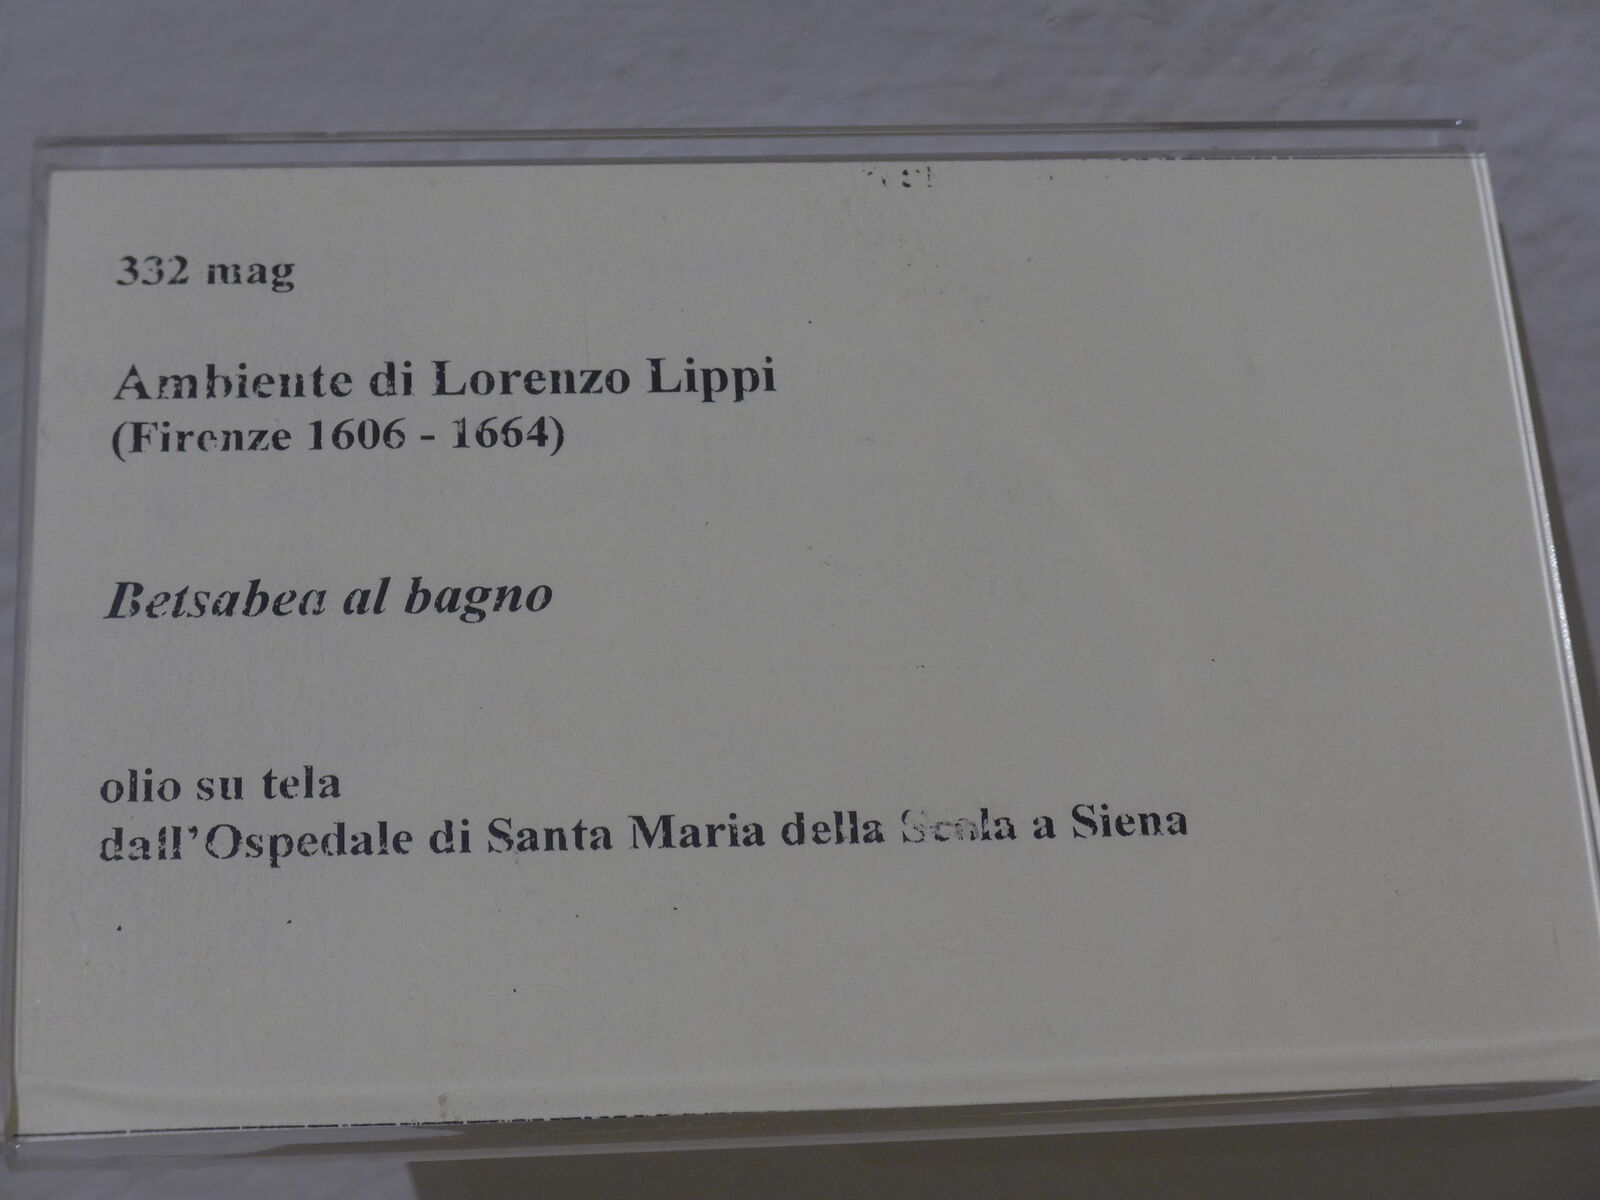 332 mag
Ambiente di Lorenzo Lippi
(Firenze 1606 - 1664)
Betsabea al bagno
olio su tela
dall'Ospedale di Santa Maria della Scala a Siena